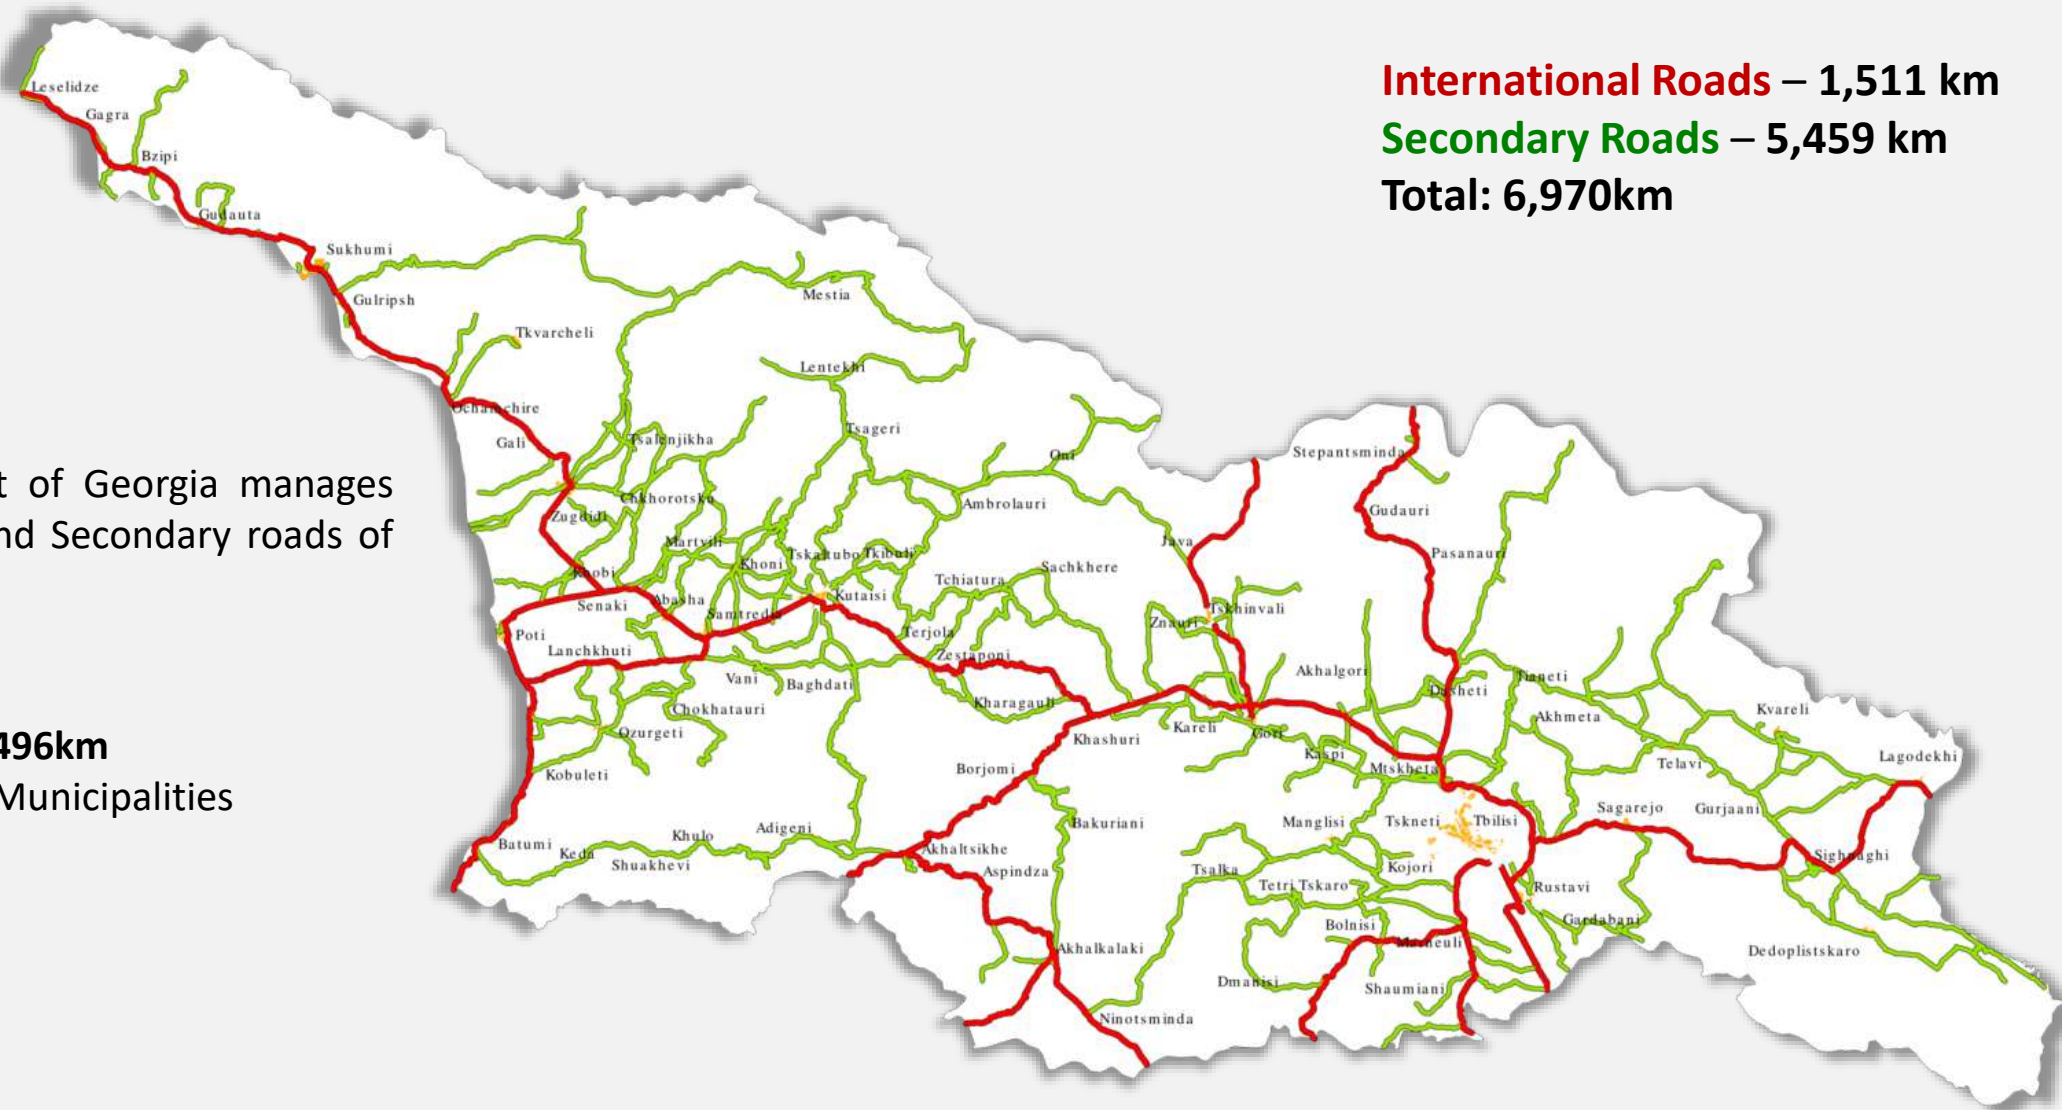 International Roads – 1,511 km
Secondary Roads – 5,459 km
Total: 6,970km
t of Georgia manages
nd Secondary roads of
496km
Municipalities
Leselidze
Gagra
Bzipi
Gudauta
Sukhumi
Gulripsh
Mestia
Tkvarcheli
Lentekhi
Ochamchire
Gali
Tsalenjikha
Tsageri
Oni
Stepantsminda
Chkhorotsku
Ambrolauri
Gudauri
Zugdidi
Martvili
Java
Pasanauri
Khoni
Tskaltubo
Tkibuli
Khobi
Tchiatura
Sachkhere
Senaki
Abasha
Samtredia
Kutaisi
Tskhinvali
Znauri
Poti
Lanchkhuti
Terjola
Zestaponi
Vani
Baghdati
Akhalgori
Dusheti
Tianeti
Chokhatauri
Kharagauli
Akhmeta
Kvareli
Ozurgeti
Khashuri
Kareli
Gori
Kaspi
Lagodekhi
Kobuleti
Borjomi
Mtskheta
Telavi
Sagarejo
Gurjaani
Bakuriani
Manglisi
Tskneti
Tbilisi
Batumi
Keda
Khulo
Adigeni
Shuakhevi
Akhaltsikhe
Aspindza
Tsalka
Kojori
Sighnaghi
Tetri Tskaro
Rustavi
Bolnisi
Gardabani
Akhalkalaki
Marneuli
Dedoplistskaro
Dmanisi
Shaumiani
Ninotsminda